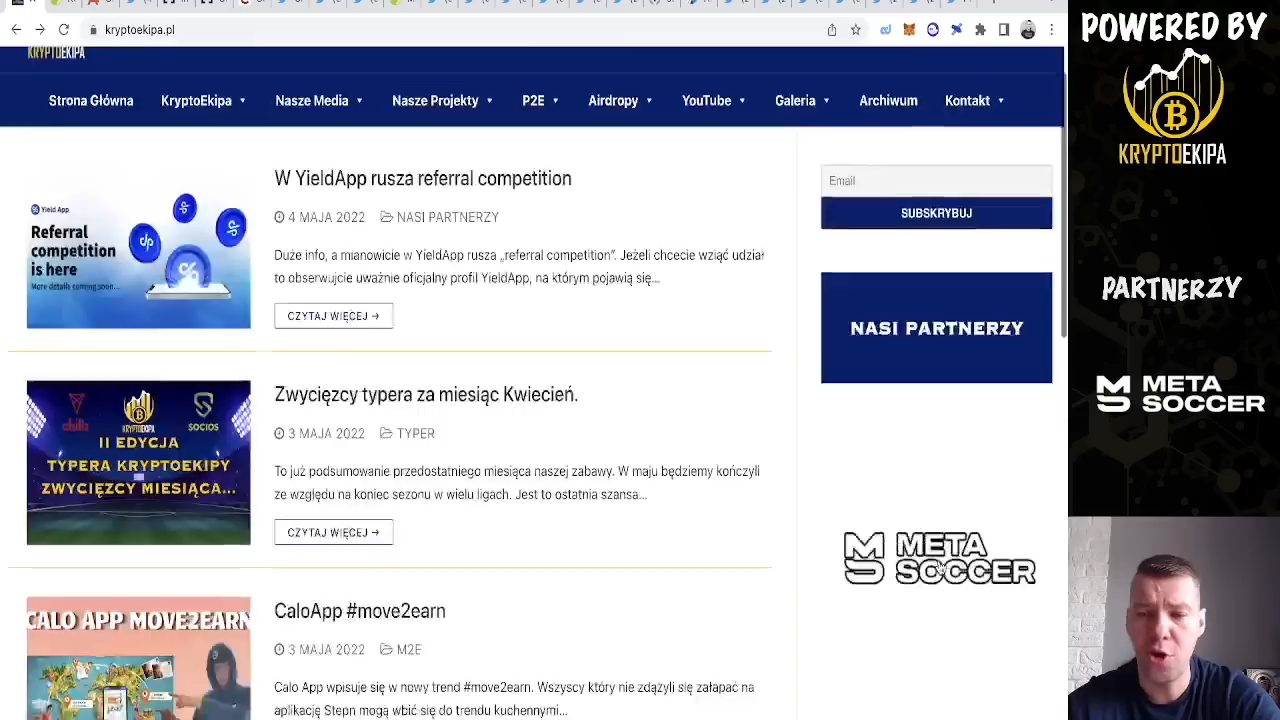 kryptoekipa.pl
KRYPTOEKIPA
Strona Główna KryptoEkipa Nasze Media Nasze Projekty P2E Airdropy YouTube Galeria Archiwum Kontakt
Yield App
Referral
competition
is here
More details coming soon...
W YieldApp rusza referral competition
4 MAJA 2022 NASI PARTNERZY
Duże info, a mianowicie w YieldApp rusza „referral competition”. Jeżeli chcecie wziąć udział
to obserwujcie uważnie oficjalny profil YieldApp, na którym pojawią się...
CZYTAJ WIĘCEJ →
chiliz
KRYPTOEKIPA
SOCIOS
II EDYCJA
TYPERA KRYPTOEKIPY
ZWYCIĘZCY MIESIĄCA...
Zwycięzcy typera za miesiąc Kwiecień.
3 MAJA 2022 TYPER
To już podsumowanie przedostatniego miesiąca naszej zabawy. W maju będziemy kończyli
ze względu na koniec sezonu w wielu ligach. Jest to ostatnia szansa...
CZYTAJ WIĘCEJ →
CALO APP MOVE2EARN
CaloApp #move2earn
3 MAJA 2022 M2E
Calo App wpisuje się w nowy trend #move2earn. Wszyscy który nie zdążyli się załapać na
aplikację Stepn mogą wbić się do trendu kuchennymi...
Email
SUBSKRYBUJ
NASI PARTNERZY
META
SOCCER
POWERED BY
KRYPTOEKIPA
PARTNERZY
META
SOCCER